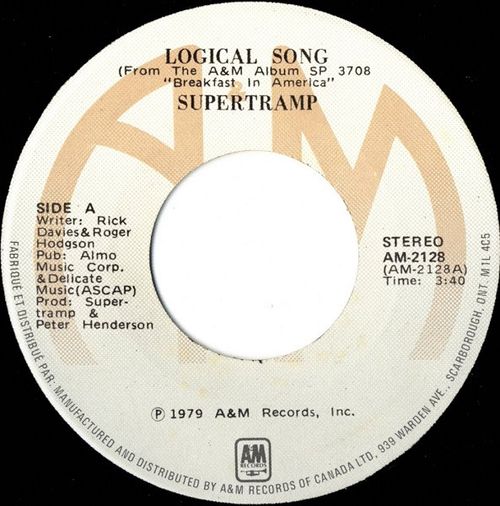 LOGICAL SONG
(From The A&M Album SP 3708
"Breakfast In America"
SUPERTRAMP
SIDE A
Writer: Rick
Davies&Roger
Hodgson
Pub: Almo
Music Corp.
&Delicate
Music(ASCAP)
Prod: Super-
tramp &
Peter Henderson
STEREO
AM-2128
(AM-2128A)
Time: 3:40
℗ 1979 A&M Records, Inc.
AM
RECORDS
FABRIQUÉ ET DISTRIBUÉ PAR: MANUFACTURED AND DISTRIBUTED BY A&M RECORDS OF CANADA LTD, 939 WARDEN AVE., SCARBOROUGH, ONT. M1L 4C5
A&M